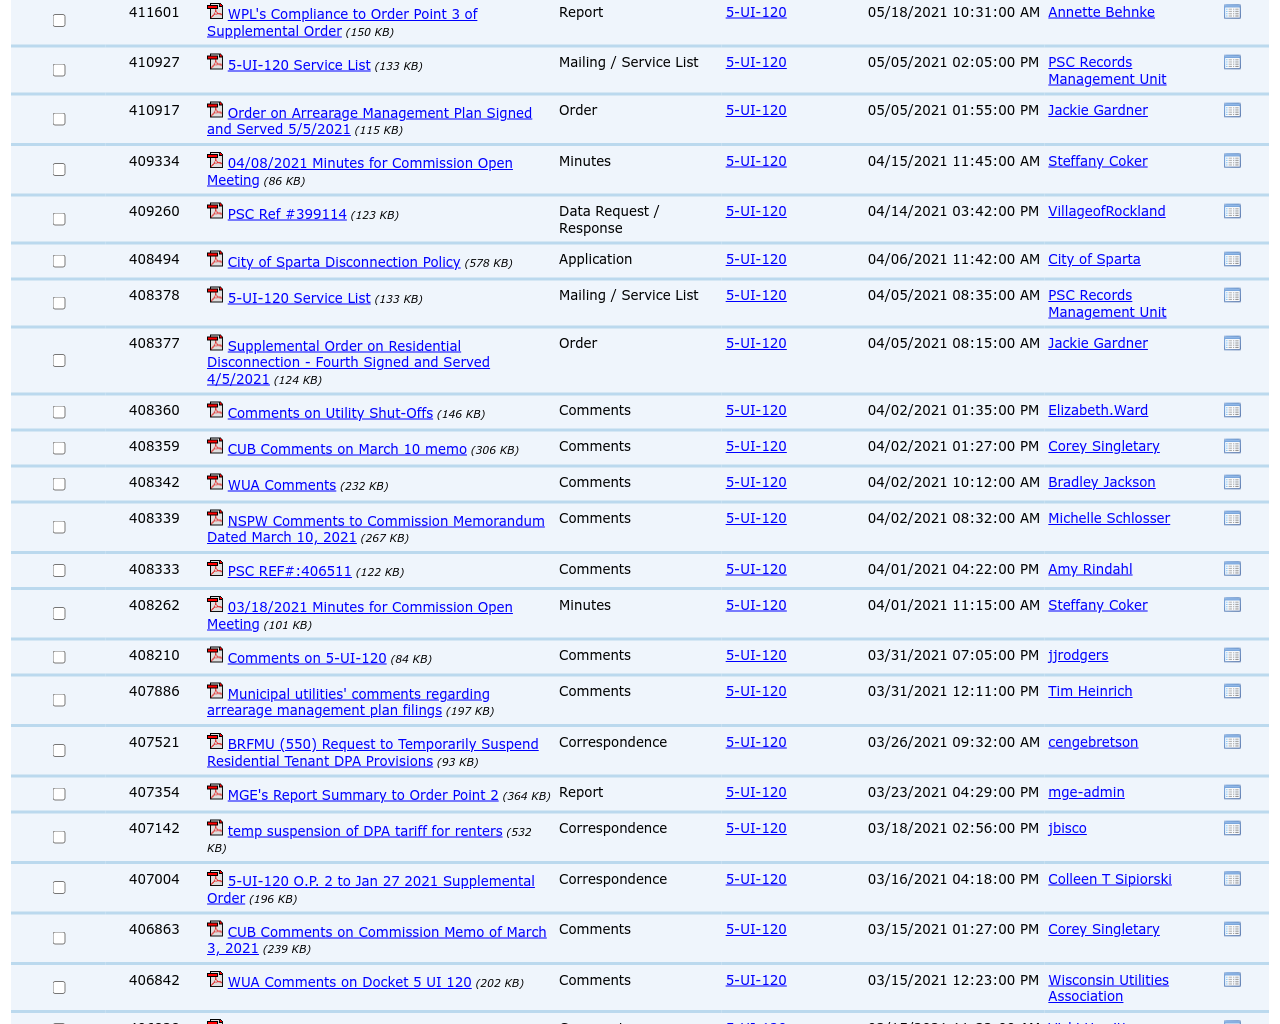 411601 WPL's Compliance to Order Point 3 of Report 5-UI-120 05/18/2021 10:31:00 AM Annette Behnke
Supplemental Order (150 KB)
410927 5-UI-120 Service List (133 KB) Mailing / Service List 5-UI-120 05/05/2021 02:05:00 PM PSC Records
Management Unit
410917 Order on Arrearage Management Plan Signed Order 5-UI-120 05/05/2021 01:55:00 PM Jackie Gardner
and Served 5/5/2021 (115 KB)
409334 04/08/2021 Minutes for Commission Open Minutes 5-UI-120 04/15/2021 11:45:00 AM Steffany Coker
Meeting (86 KB)
409260 PSC Ref #399114 (123 KB) Data Request / 5-UI-120 04/14/2021 03:42:00 PM VillageofRockland
Response
408494 City of Sparta Disconnection Policy (578 KB) Application 5-UI-120 04/06/2021 11:42:00 AM City of Sparta
408378 5-UI-120 Service List (133 KB) Mailing / Service List 5-UI-120 04/05/2021 08:35:00 AM PSC Records
Management Unit
408377 Supplemental Order on Residential Order 5-UI-120 04/05/2021 08:15:00 AM Jackie Gardner
Disconnection - Fourth Signed and Served
4/5/2021 (124 KB)
408360 Comments on Utility Shut-Offs (146 KB) Comments 5-UI-120 04/02/2021 01:35:00 PM Elizabeth.Ward
408359 CUB Comments on March 10 memo (306 KB) Comments 5-UI-120 04/02/2021 01:27:00 PM Corey Singletary
408342 WUA Comments (232 KB) Comments 5-UI-120 04/02/2021 10:12:00 AM Bradley Jackson
408339 NSPW Comments to Commission Memorandum Comments 5-UI-120 04/02/2021 08:32:00 AM Michelle Schlosser
Dated March 10, 2021 (267 KB)
408333 PSC REF#:406511 (122 KB) Comments 5-UI-120 04/01/2021 04:22:00 PM Amy Rindahl
408262 03/18/2021 Minutes for Commission Open Minutes 5-UI-120 04/01/2021 11:15:00 AM Steffany Coker
Meeting (101 KB)
408210 Comments on 5-UI-120 (84 KB) Comments 5-UI-120 03/31/2021 07:05:00 PM jjrodgers
407886 Municipal utilities' comments regarding Comments 5-UI-120 03/31/2021 12:11:00 PM Tim Heinrich
arrearage management plan filings (197 KB)
407521 BRFMU (550) Request to Temporarily Suspend Correspondence 5-UI-120 03/26/2021 09:32:00 AM cengebretson
Residential Tenant DPA Provisions (93 KB)
407354 MGE's Report Summary to Order Point 2 (364 KB) Report 5-UI-120 03/23/2021 04:29:00 PM mge-admin
407142 temp suspension of DPA tariff for renters (532 Correspondence 5-UI-120 03/18/2021 02:56:00 PM jbisco
KB)
407004 5-UI-120 O.P. 2 to Jan 27 2021 Supplemental Correspondence 5-UI-120 03/16/2021 04:18:00 PM Colleen T Sipiorski
Order (196 KB)
406863 CUB Comments on Commission Memo of March Comments 5-UI-120 03/15/2021 01:27:00 PM Corey Singletary
3, 2021 (239 KB)
406842 WUA Comments on Docket 5 UI 120 (202 KB) Comments 5-UI-120 03/15/2021 12:23:00 PM Wisconsin Utilities
Association